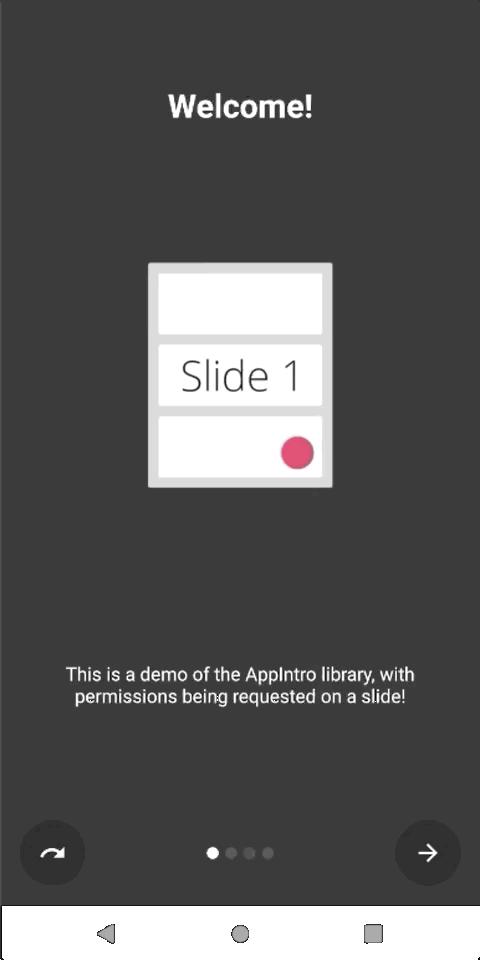 Welcome!
Slide 1
This is a demo of the AppIntro library, with
permissions being requested on a slide!